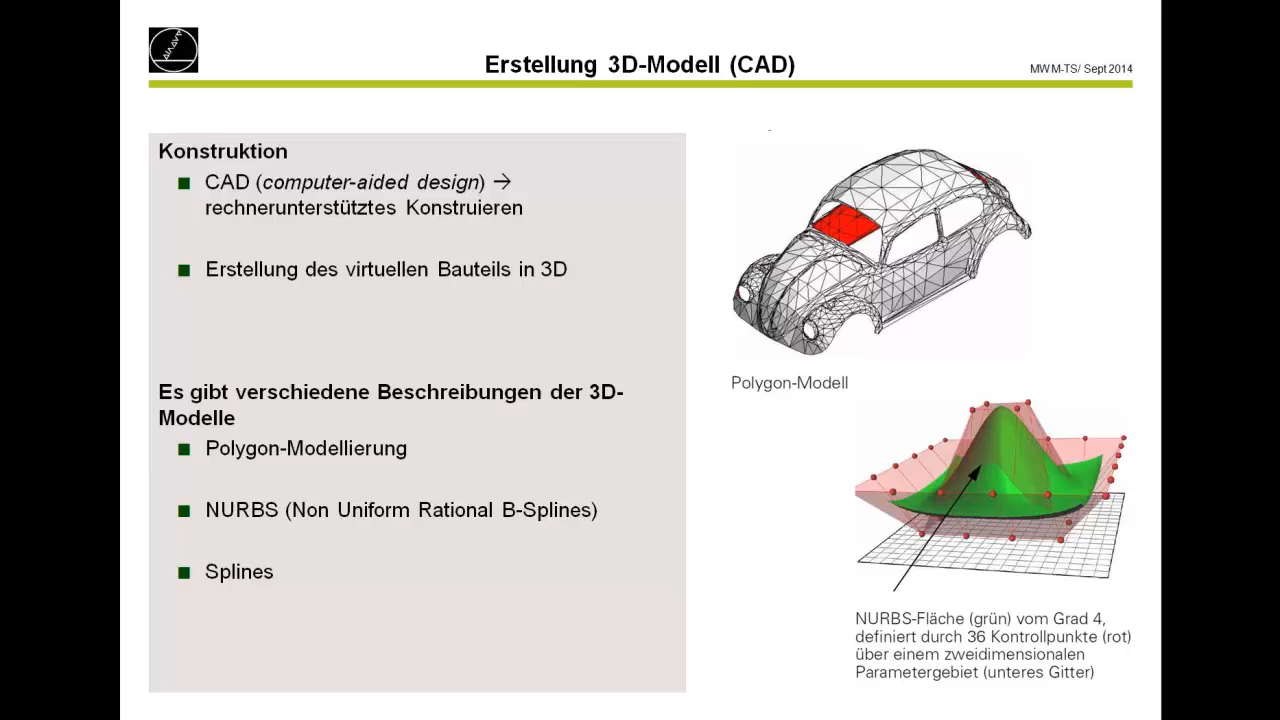 Erstellung 3D-Modell (CAD)
MWM-TS/ Sept 2014
Konstruktion
CAD (computer-aided design) →
rechnerunterstütztes Konstruieren
Erstellung des virtuellen Bauteils in 3D
Es gibt verschiedene Beschreibungen der 3D-
Modelle
Polygon-Modellierung
NURBS (Non Uniform Rational B-Splines)
Splines
Polygon-Modell
NURBS-Fläche (grün) vom Grad 4,
definiert durch 36 Kontrollpunkte (rot)
über einem zweidimensionalen
Parametergebiet (unteres Gitter)